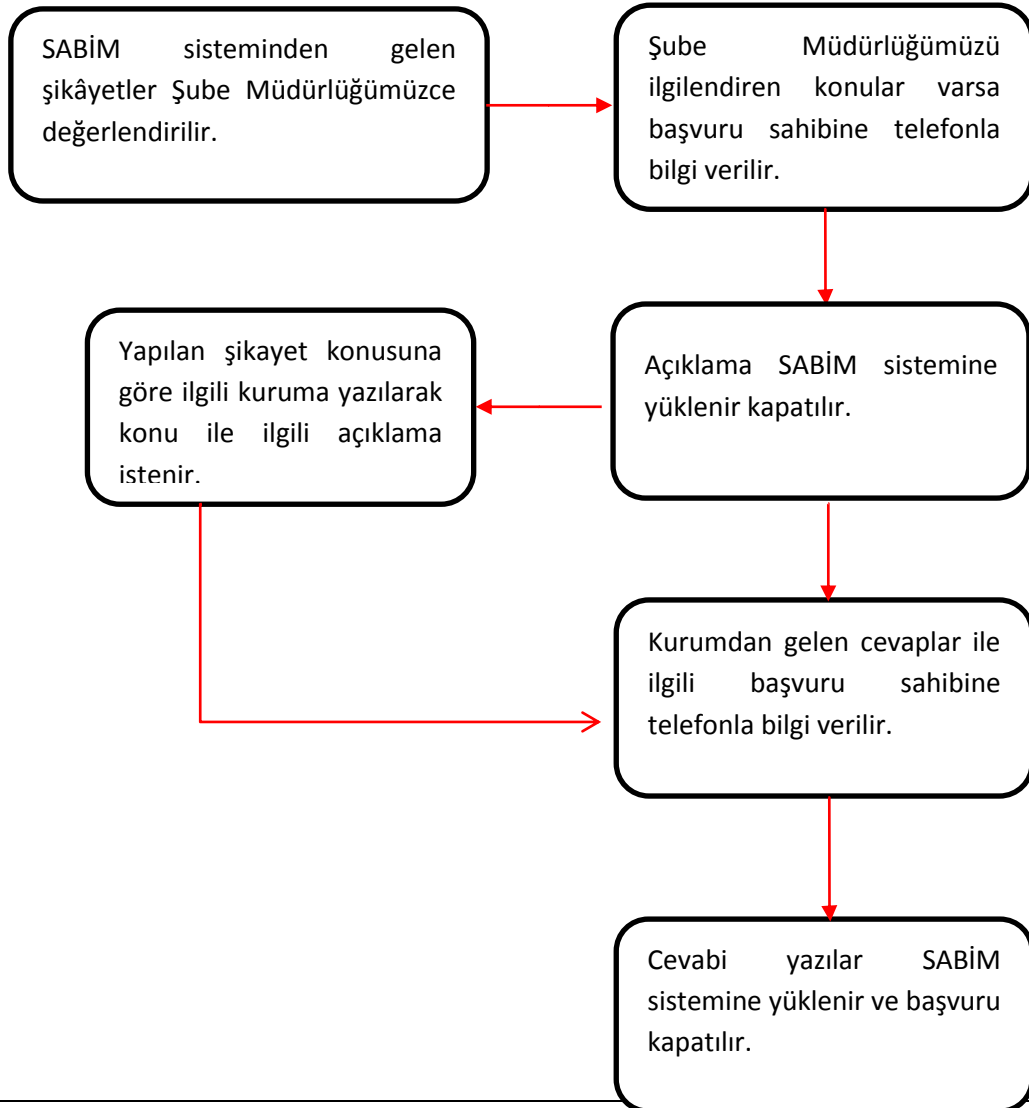 SABİM sisteminden gelen
şikâyetler Şube Müdürlüğümüzce
değerlendirilir.
Şube Müdürlüğümüzü
ilgilendiren konular varsa
başvuru sahibine telefonla
bilgi verilir.
Yapılan şikayet konusuna
göre ilgili kuruma yazılarak
konu ile ilgili açıklama
istenir.
Açıklama SABİM sistemine
yüklenir kapatılır.
Kurumdan gelen cevaplar ile
ilgili başvuru sahibine
telefonla bilgi verilir.
Cevabi yazılar SABİM
sistemine yüklenir ve başvuru
kapatılır.